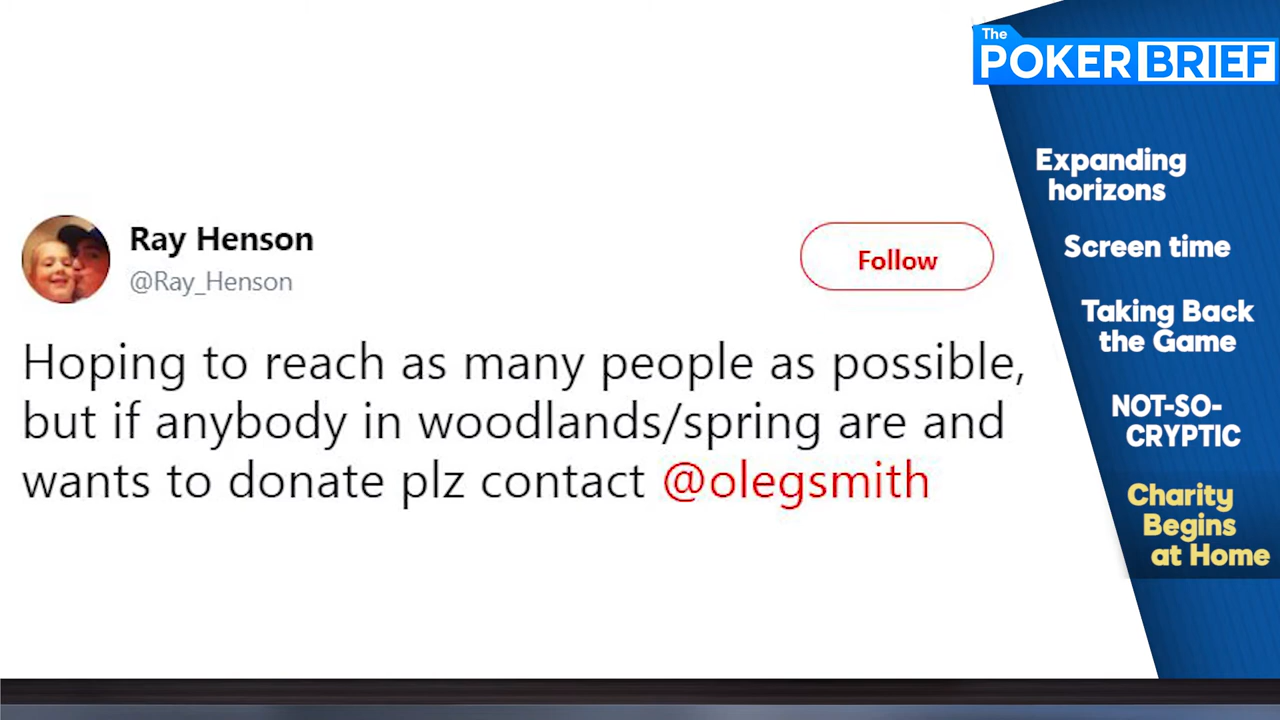 The
POKER BRIEF
Ray Henson
@Ray_Henson
Follow
Hoping to reach as many people as possible,
but if anybody in woodlands/spring are and
wants to donate plz contact @olegsmith
Expanding
horizons
Screen time
Taking Back
the Game
NOT-SO-
CRYPTIC
Charity
Begins
at Home